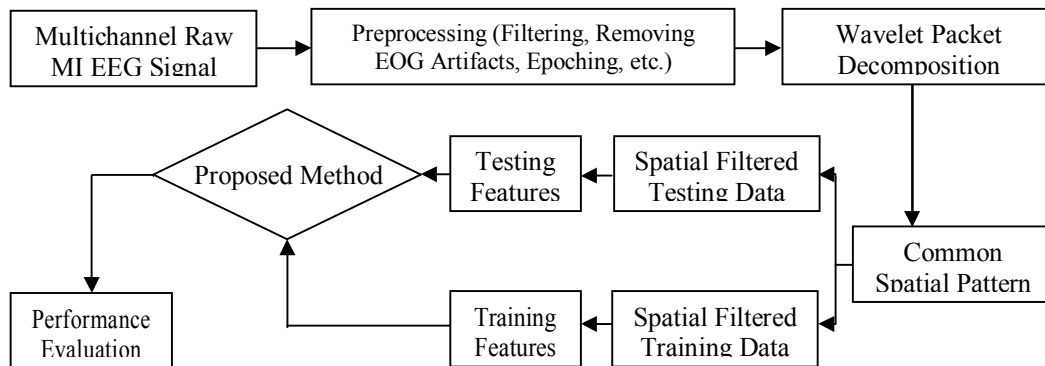 Multichannel Raw
MI EEG Signal
Preprocessing (Filtering, Removing
EOG Artifacts, Epoching, etc.)
Wavelet Packet
Decomposition
Proposed Method
Testing
Features
Spatial Filtered
Testing Data
Common
Spatial Pattern
Performance
Evaluation
Training
Features
Spatial Filtered
Training Data